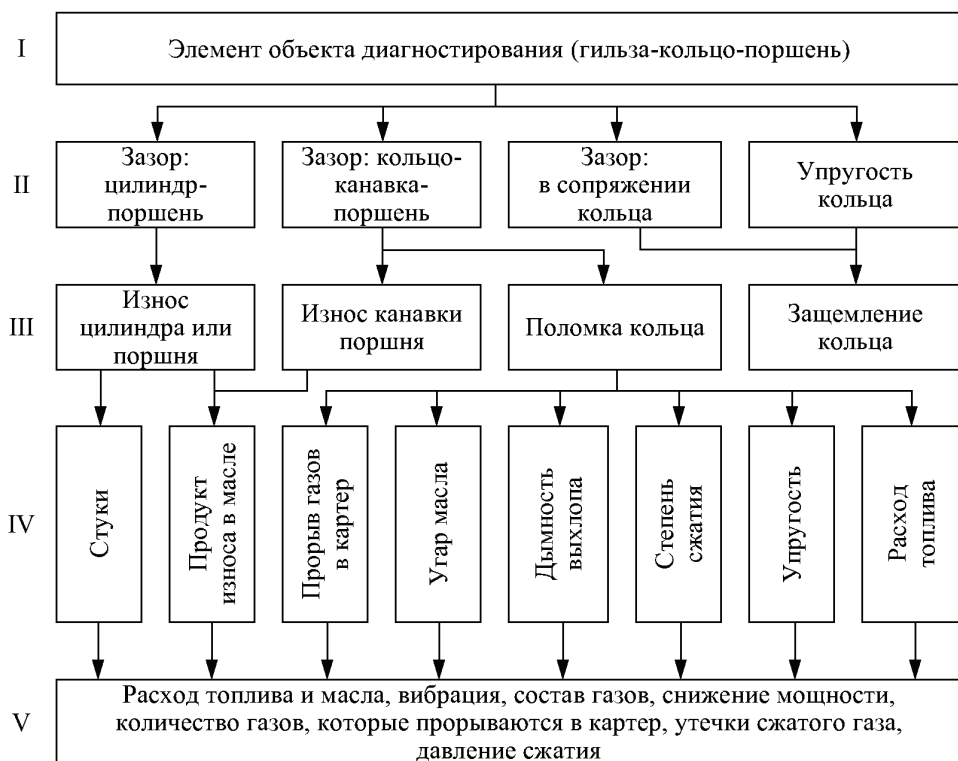 I
Элемент объекта диагностирования (гильза-кольцо-поршень)
II
Зазор:
цилиндр-
поршень
Зазор: кольцо-
канавка-
поршень
Зазор:
в сопряжении
кольца
Упругость
кольца
III
Износ
цилиндра или
поршня
Износ канавки
поршня
Поломка кольца
Защемление
кольца
IV
Стуки
Продукт
износа в масле
Прорыв газов
в картер
Угар масла
Дымность
выхлопа
Степень
сжатия
Упругость
Расход
топлива
V
Расход топлива и масла, вибрация, состав газов, снижение мощности,
количество газов, которые прорываются в картер, утечки сжатого газа,
давление сжатия